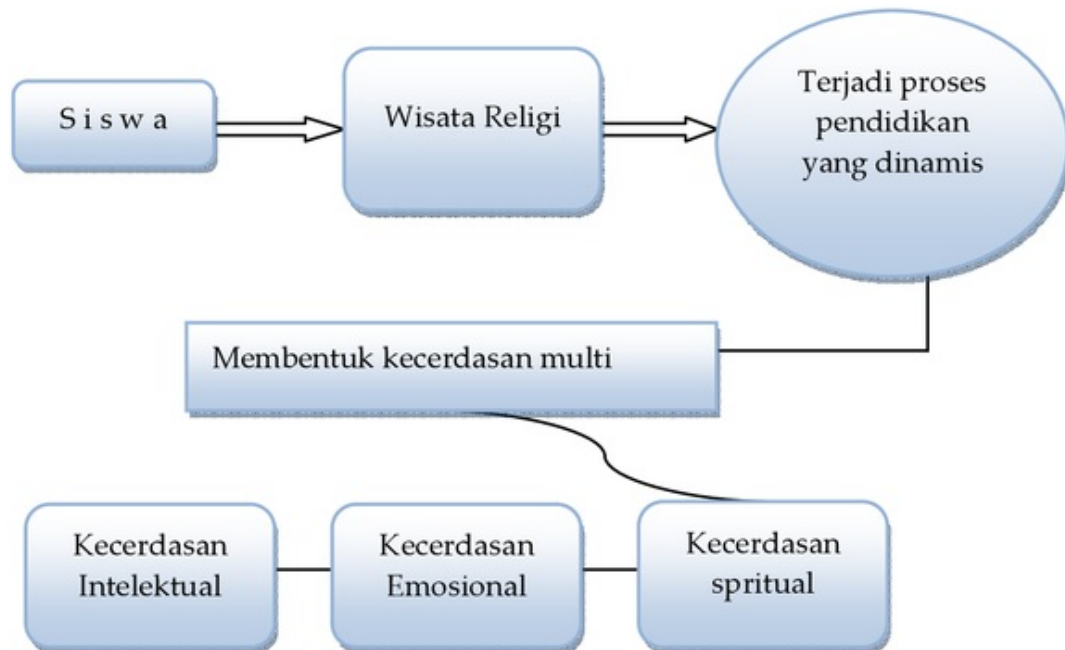 S i s w a
Wisata Religi
Terjadi proses
pendidikan
yang dinamis
Membentuk kecerdasan multi
Kecerdasan
Intelektual
Kecerdasan
Emosional
Kecerdasan
spritual